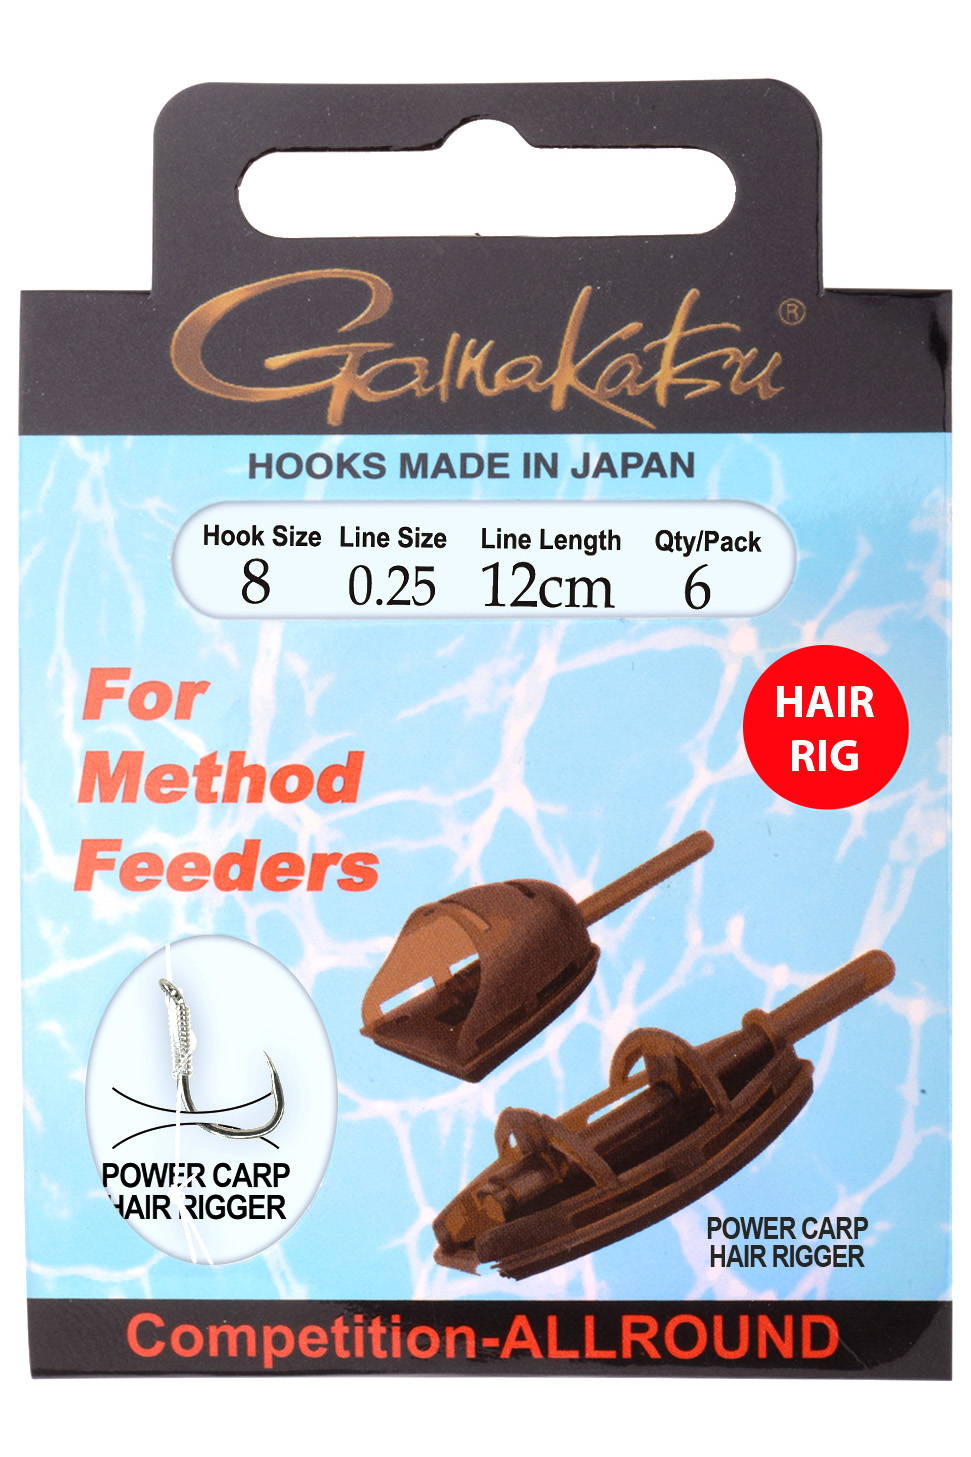 Gamakatsu®
HOOKS MADE IN JAPAN
Hook Size Line Size Line Length Qty/Pack
8 0.25 12cm 6
For
Method
Feeders
HAIR
RIG
POWER CARP
HAIR RIGGER
POWER CARP
HAIR RIGGER
Competition-ALLROUND